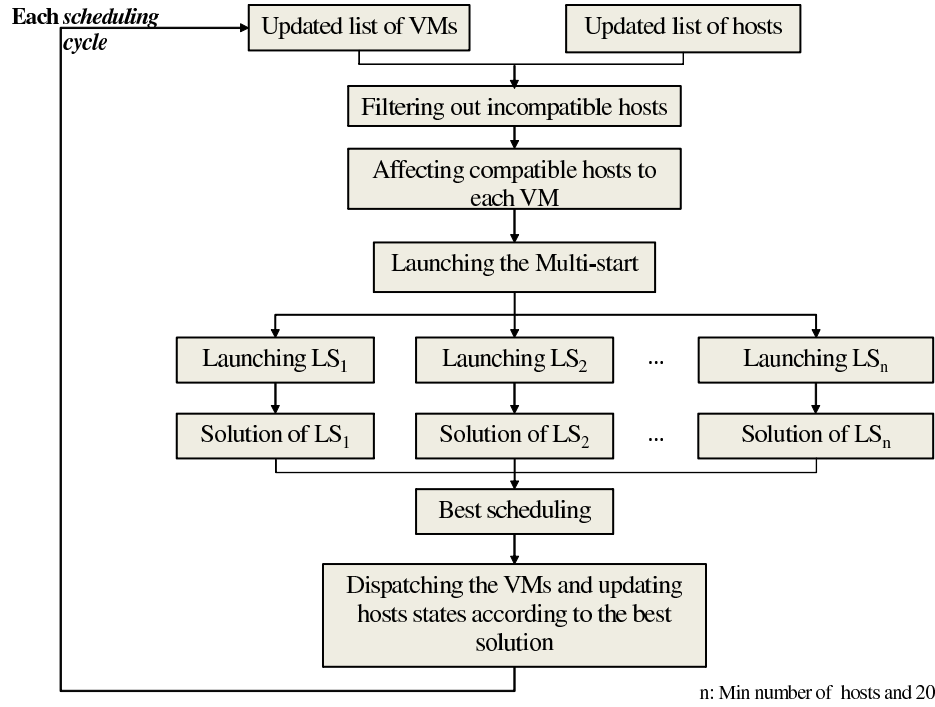 Each scheduling
cycle
Updated list of VMs
Updated list of hosts
Filtering out incompatible hosts
Affecting compatible hosts to
each VM
Launching the Multi-start
Launching LS1
Launching LS2
...
Launching LSn
Solution of LS1
Solution of LS2
...
Solution of LSn
Best scheduling
Dispatching the VMs and updating
hosts states according to the best
solution
n: Min number of hosts and 20